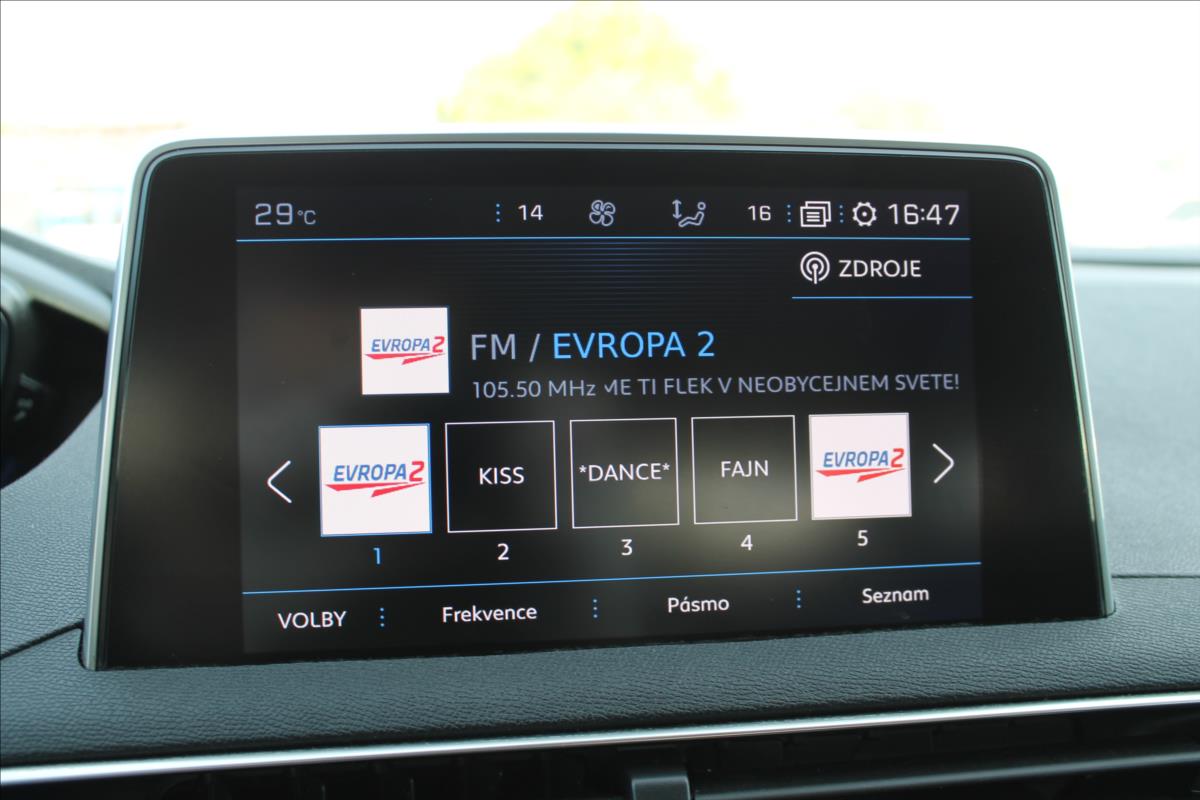 29°C 14 16 16:47
ZDROJE
EVROPA 2
FM / EVROPA 2
105.50 MHz ME TI FLEK V NEOBYCEJNEM SVETE!
EVROPA 2 KISS *DANCE* FAJN EVROPA 2
1 2 3 4 5
VOLBY Frekvence Pásmo Seznam